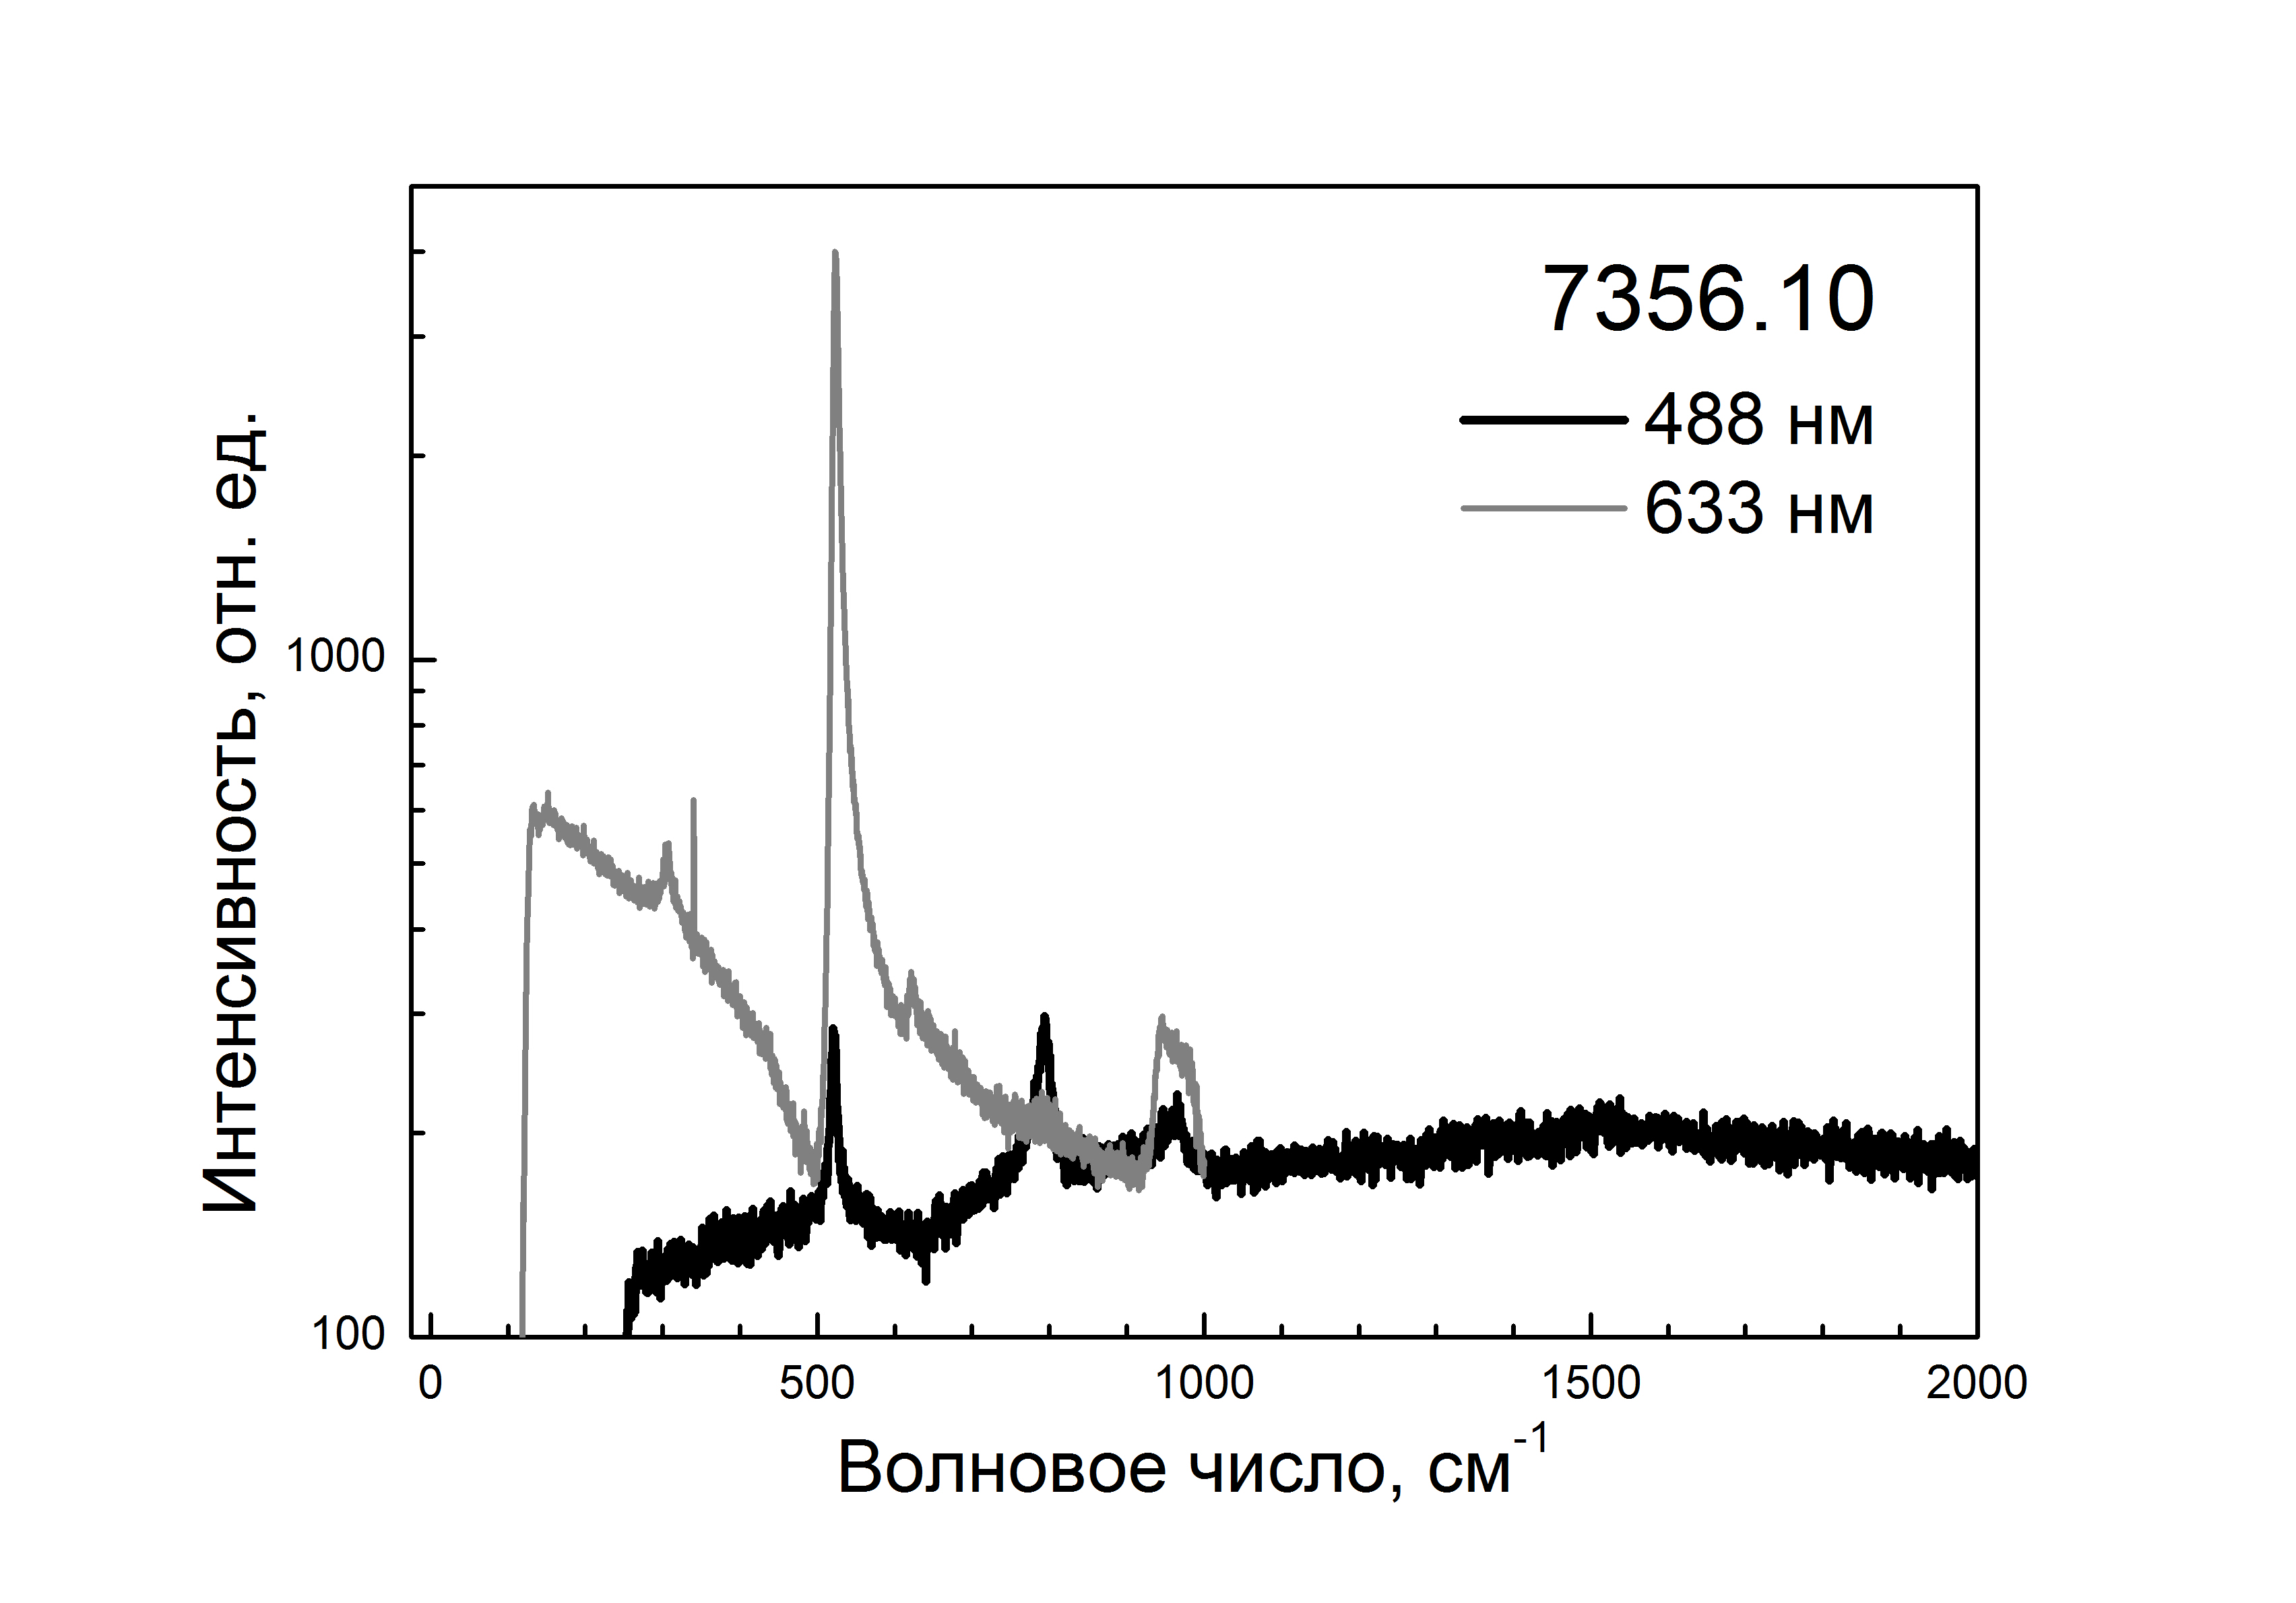 7356.10
488 нм
633 нм
Интенсивность, отн. ед.
1000
100
0 500 1000 1500 2000
Волновое число, см⁻¹